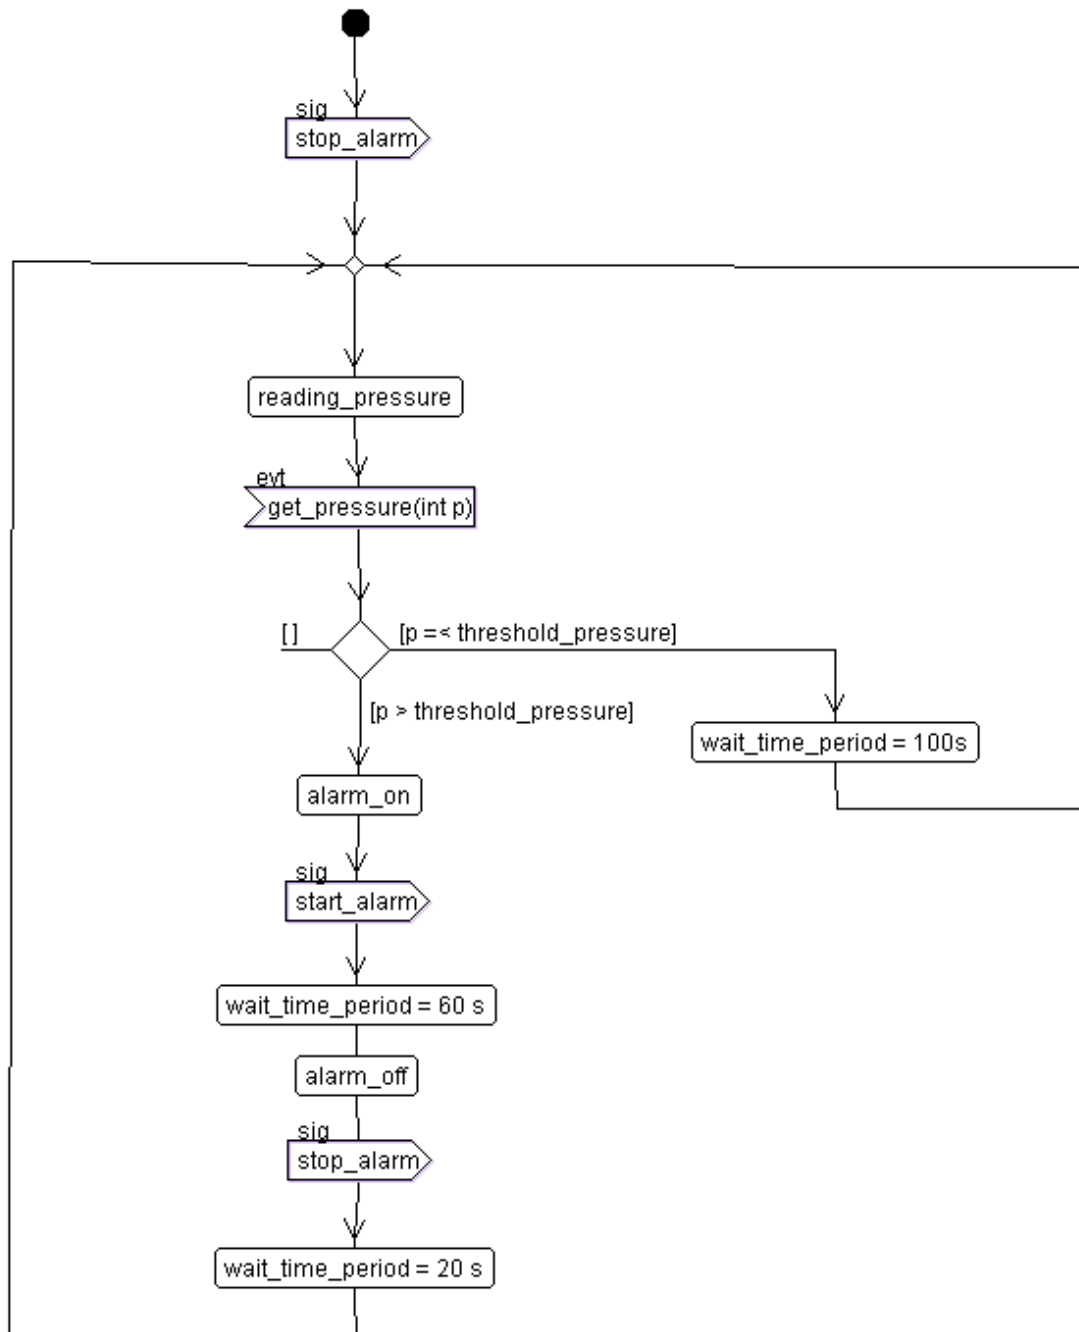 sig
stop_alarm
reading_pressure
evt
get_pressure(int p)
[ ]
[p =< threshold_pressure]
[p > threshold_pressure]
wait_time_period = 100s
alarm_on
sig
start_alarm
wait_time_period = 60 s
alarm_off
sig
stop_alarm
wait_time_period = 20 s